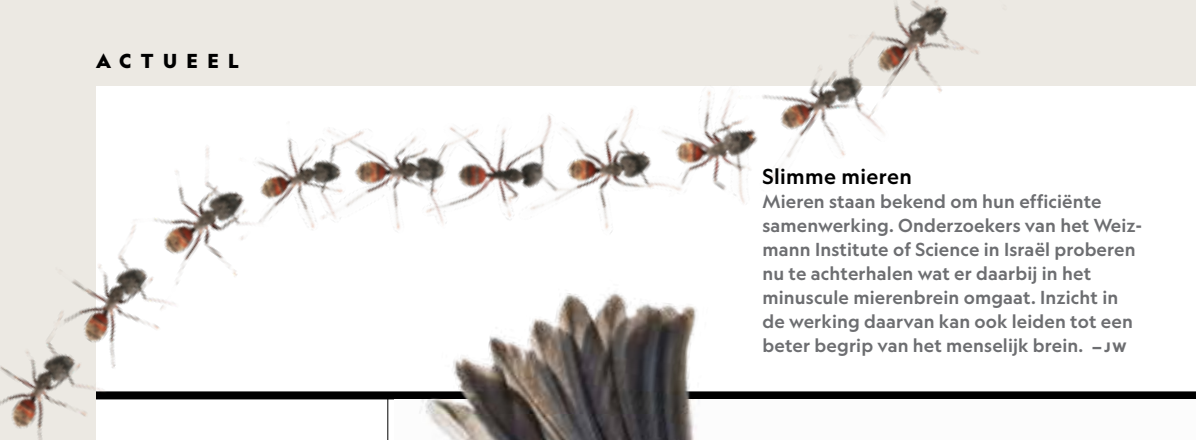 ACTUEEL
Slimme mieren
Mieren staan bekend om hun efficiënte
samenwerking. Onderzoekers van het Weiz-
mann Institute of Science in Israël proberen
nu te achterhalen wat er daarbij in het
minuscule mierenbrein omgaat. Inzicht in
de werking daarvan kan ook leiden tot een
beter begrip van het menselijk brein. –JW